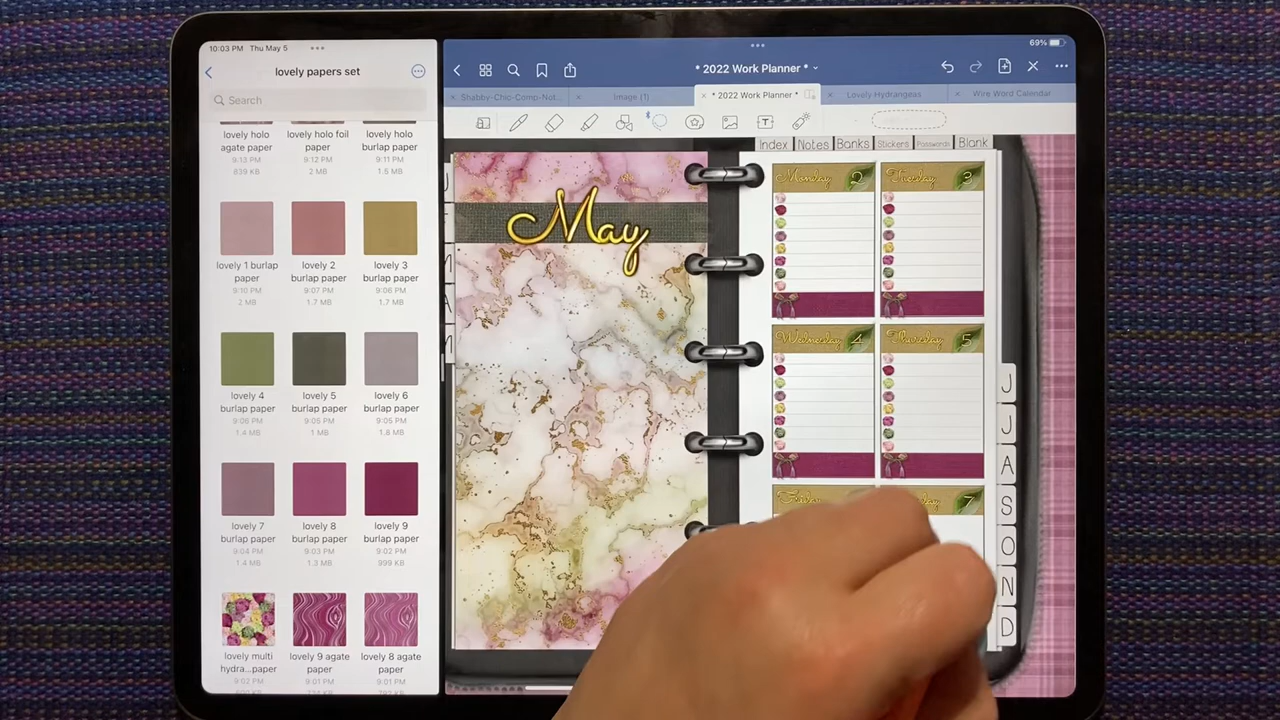 10:03 PM Thu May 5
69%
lovely papers set
Search
lovely holo agate paper
9:13 PM
839 KB
lovely holo foil paper
9:12 PM
2 MB
lovely holo burlap paper
9:11 PM
1.6 MB
lovely 1 burlap paper
9:10 PM
2 MB
lovely 2 burlap paper
9:07 PM
1.7 MB
lovely 3 burlap paper
9:06 PM
1.7 MB
lovely 4 burlap paper
9:06 PM
1.4 MB
lovely 5 burlap paper
9:05 PM
1 MB
lovely 6 burlap paper
9:05 PM
1.8 MB
lovely 7 burlap paper
9:04 PM
1.4 MB
lovely 8 burlap paper
9:03 PM
1.3 MB
lovely 9 burlap paper
9:02 PM
999 KB
lovely multi hydra...paper
9:02 PM
lovely 9 agate paper
9:01 PM
lovely 8 agate paper
9:01 PM
* 2022 Work Planner *
Shabby-Chic-Comp-Not...
Image (1)
* 2022 Work Planner *
Lovely Hydrangeas
Wire Word Calendar
Index Notes Banks Stickers Passwords Blank
May
Monday 2
Tuesday 3
Wednesday 4
Thursday 5
7
J
J
A
S
O
N
D